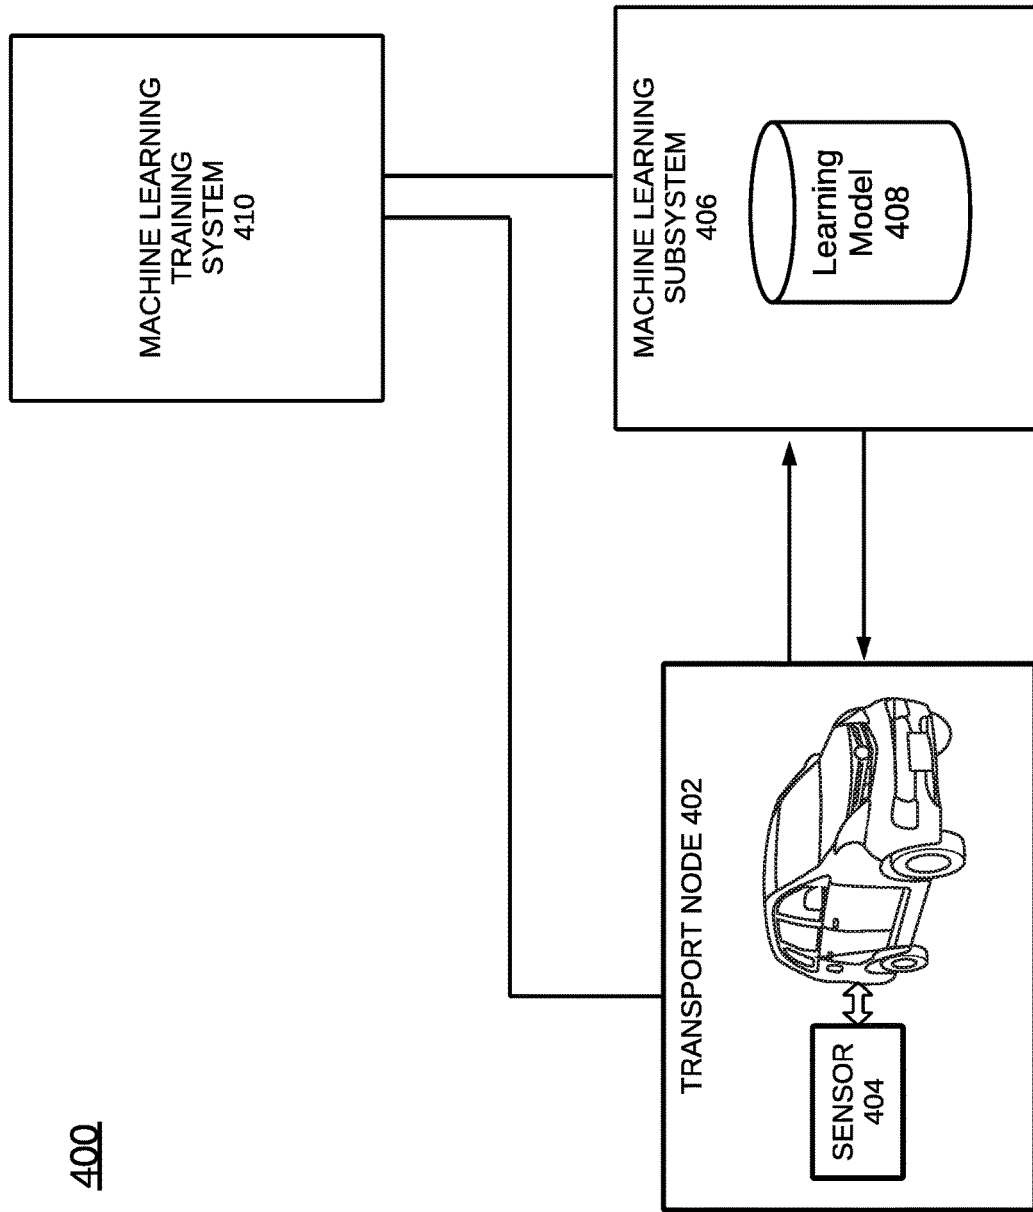 400
MACHINE LEARNING
TRAINING
SYSTEM
410
TRANSPORT NODE 402
SENSOR
404
MACHINE LEARNING
SUBSYSTEM
406
Learning
Model
408